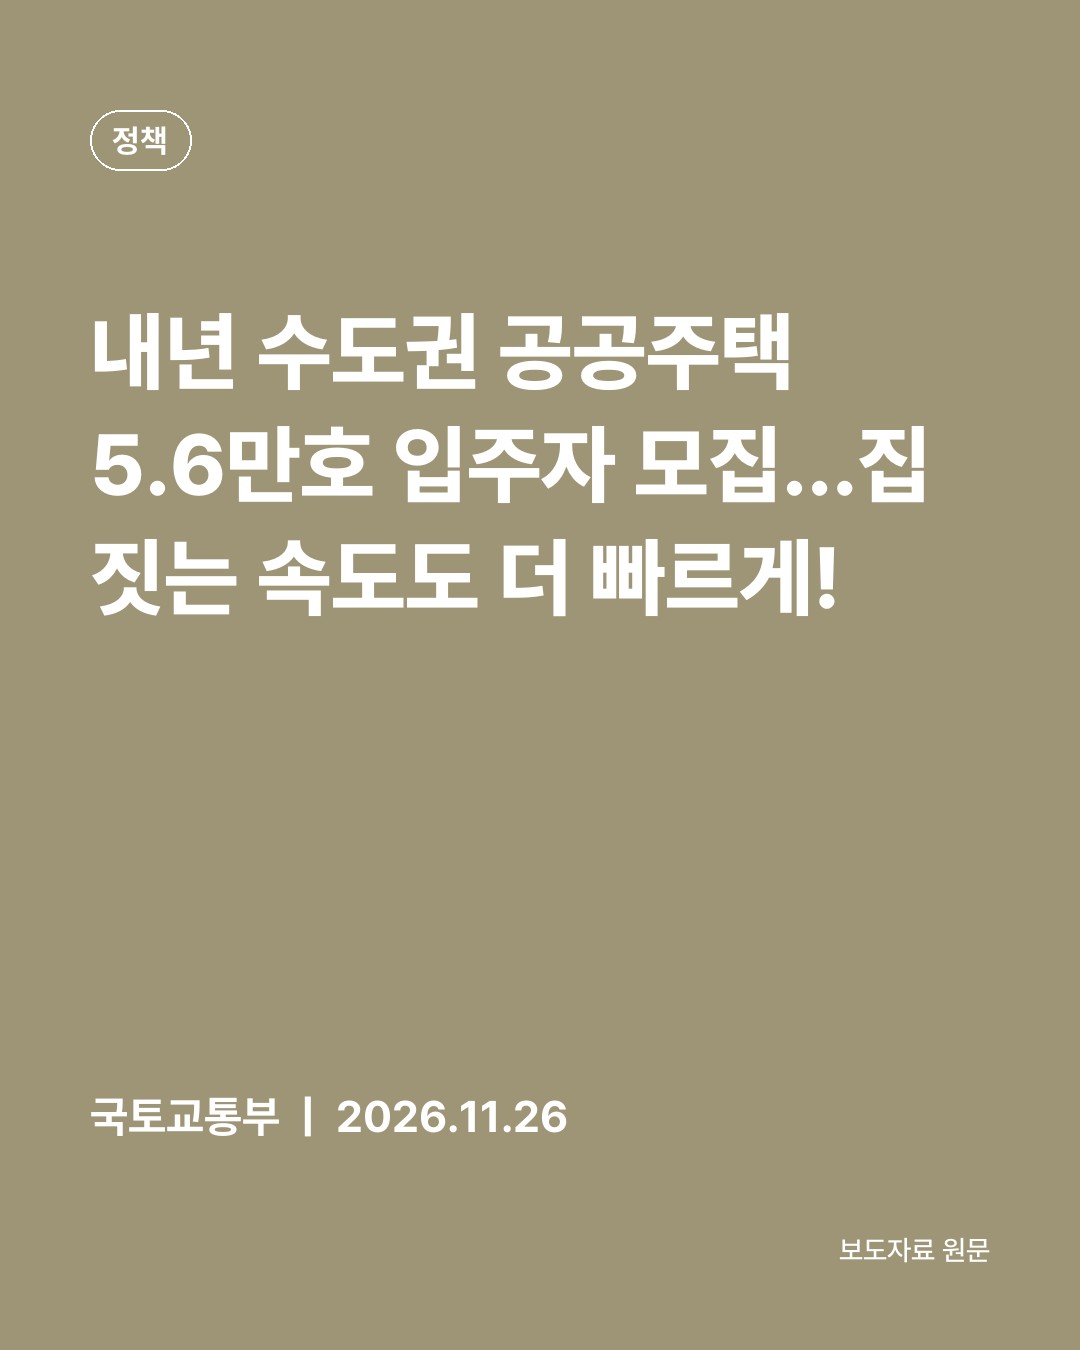 정책
내년 수도권 공공주택
5.6만호 입주자 모집...집
짓는 속도도 더 빠르게!
국토교통부 | 2026.11.26
보도자료 원문